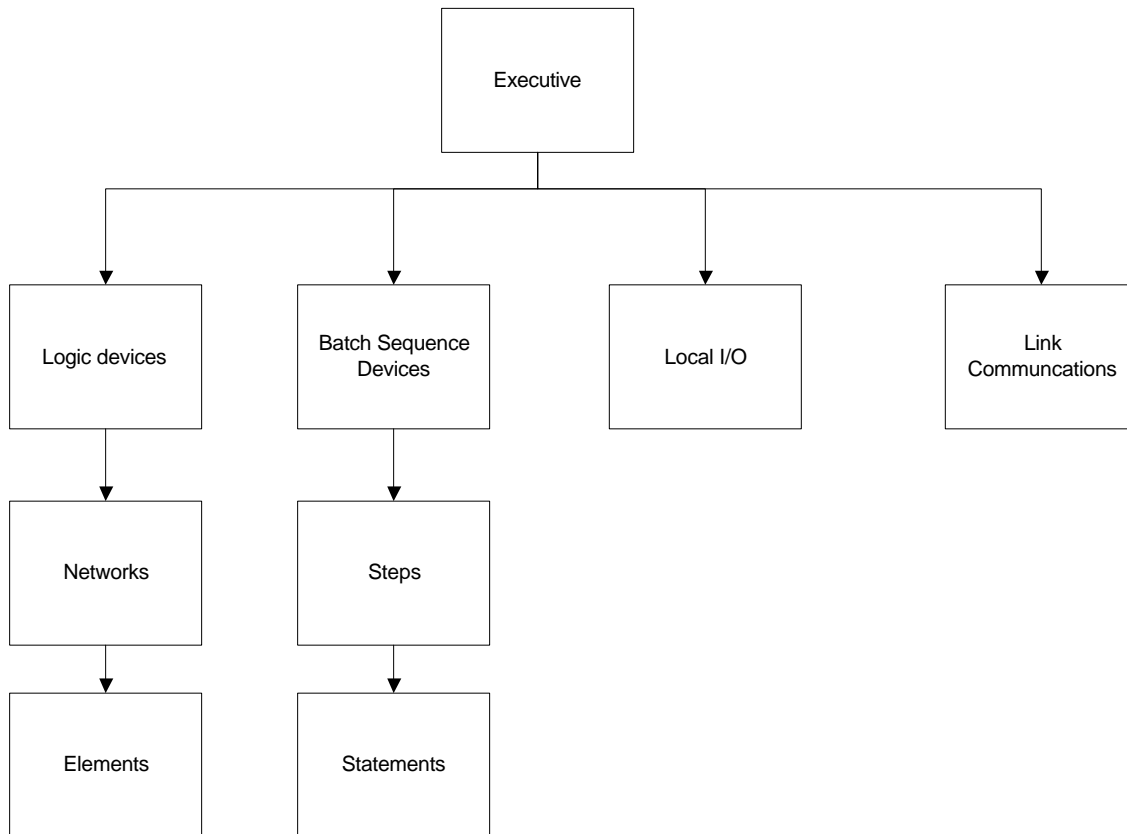 Executive
Logic devices
Batch Sequence
Devices
Local I/O
Link
Communcations
Networks
Steps
Elements
Statements